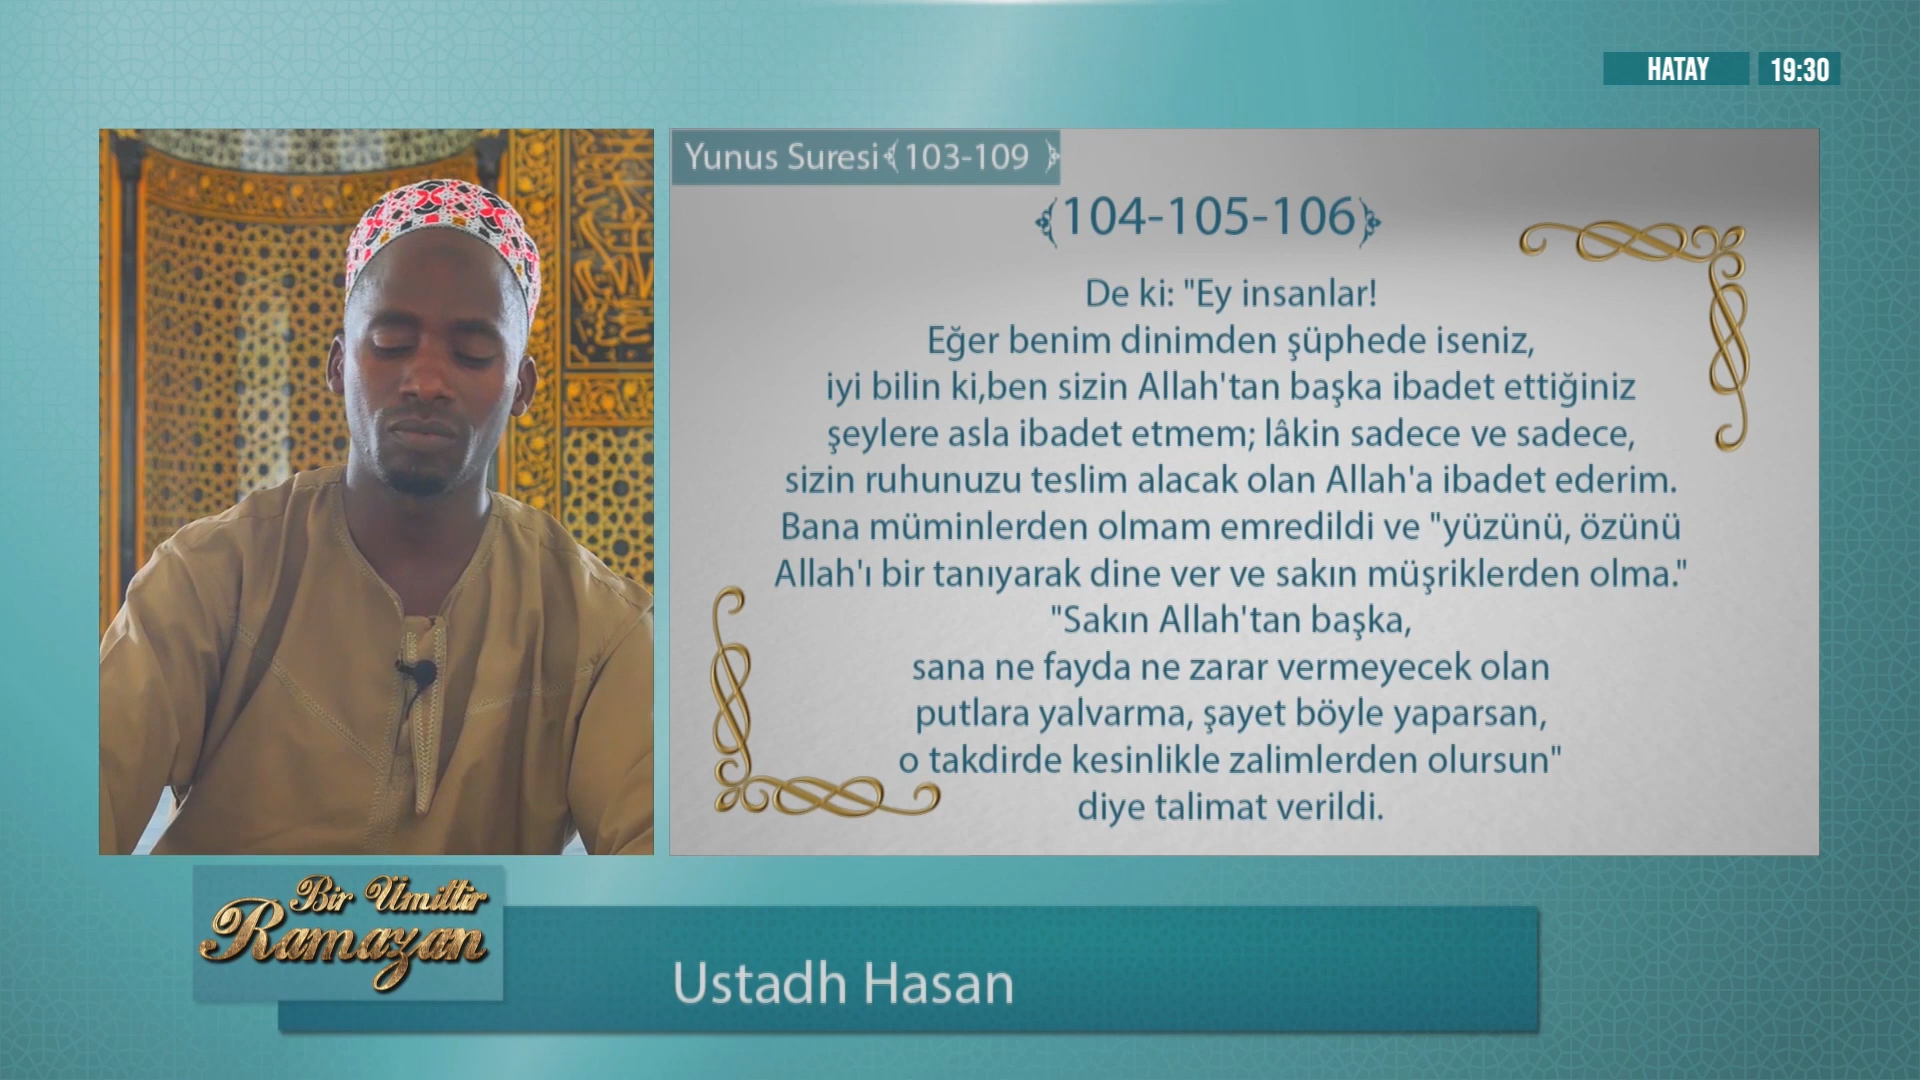 HATAY 19:30
Yunus Suresi (103-109)
(104-105-106)
De ki: "Ey insanlar!
Eğer benim dinimden şüphede iseniz,
iyi bilin ki,ben sizin Allah'tan başka ibadet ettiğiniz
şeylere asla ibadet etmem; lâkin sadece ve sadece,
sizin ruhunuzu teslim alacak olan Allah'a ibadet ederim.
Bana müminlerden olmam emredildi ve "yüzünü, özünü
Allah'ı bir tanıyarak dine ver ve sakın müşriklerden olma."
"Sakın Allah'tan başka,
sana ne fayda ne zarar vermeyecek olan
putlara yalvarma, şayet böyle yaparsan,
o takdirde kesinlikle zalimlerden olursun"
diye talimat verildi.
Bir Ümittir
Ramazan
Ustadh Hasan